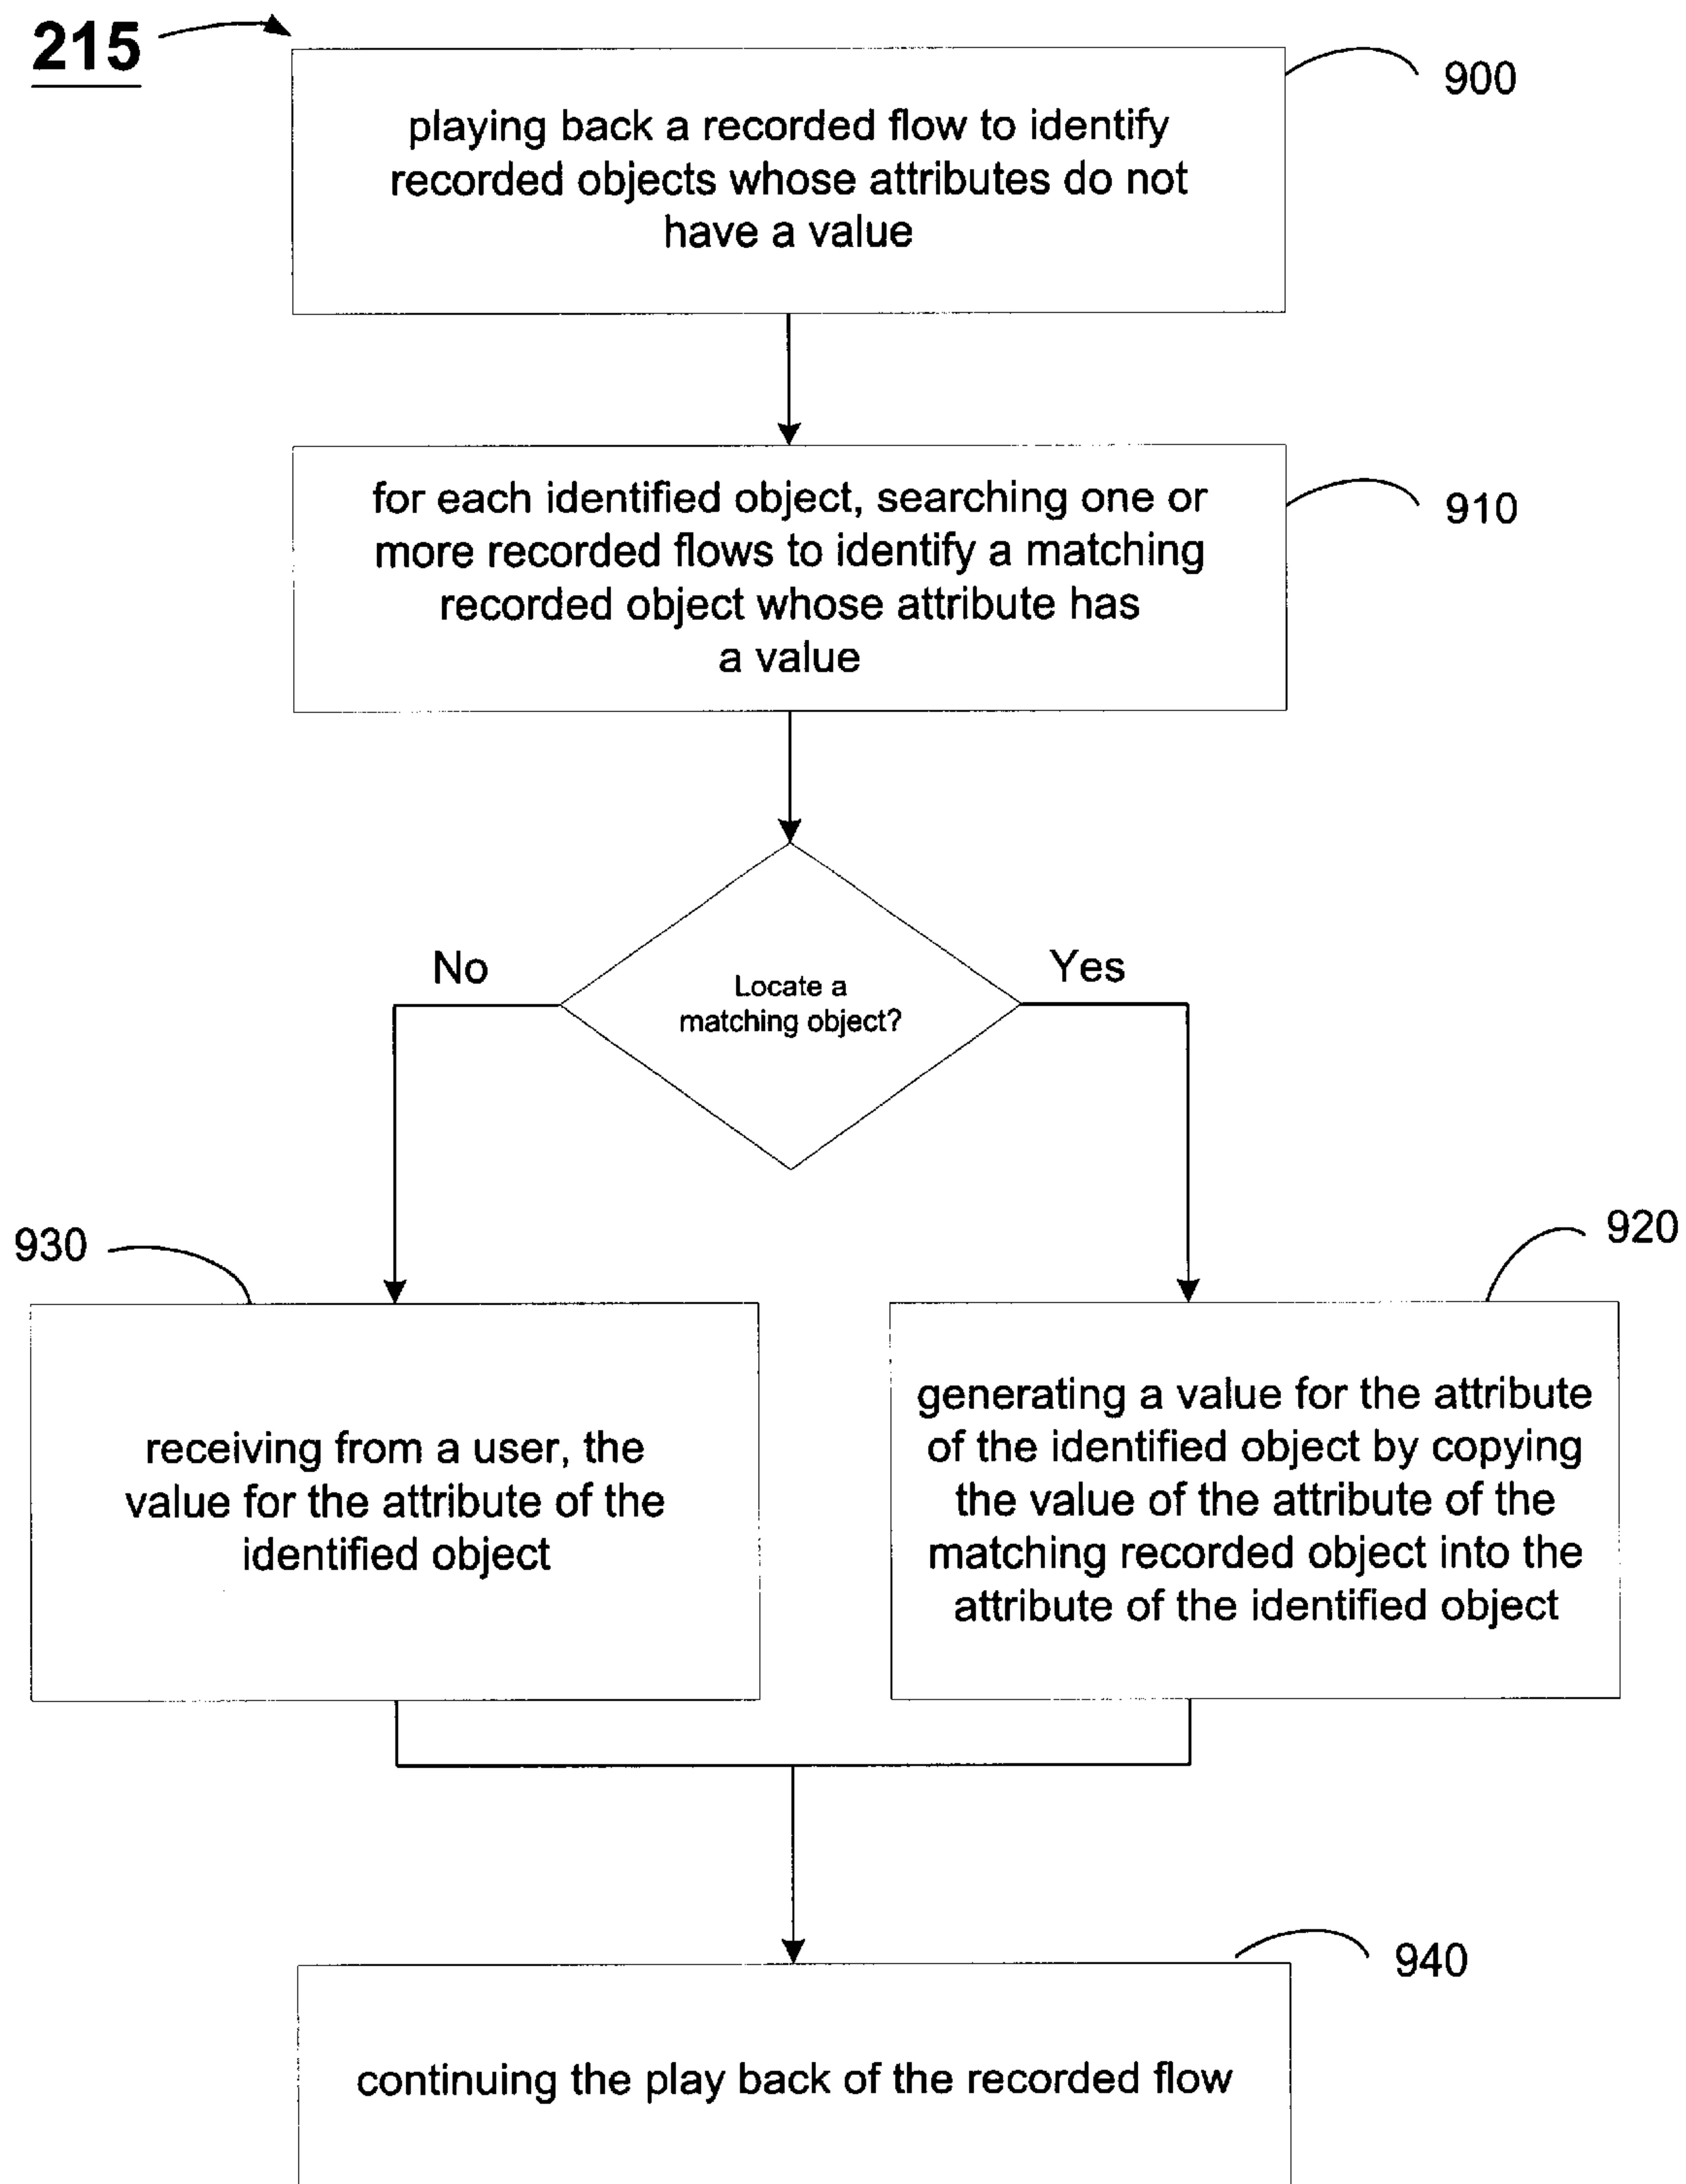 215
900
playing back a recorded flow to identify
recorded objects whose attributes do not
have a value
910
for each identified object, searching one or
more recorded flows to identify a matching
recorded object whose attribute has
a value
No
Yes
Locate a
matching object?
930
920
receiving from a user, the
value for the attribute of the
identified object
generating a value for the attribute
of the identified object by copying
the value of the attribute of the
matching recorded object into the
attribute of the identified object
940
continuing the play back of the recorded flow